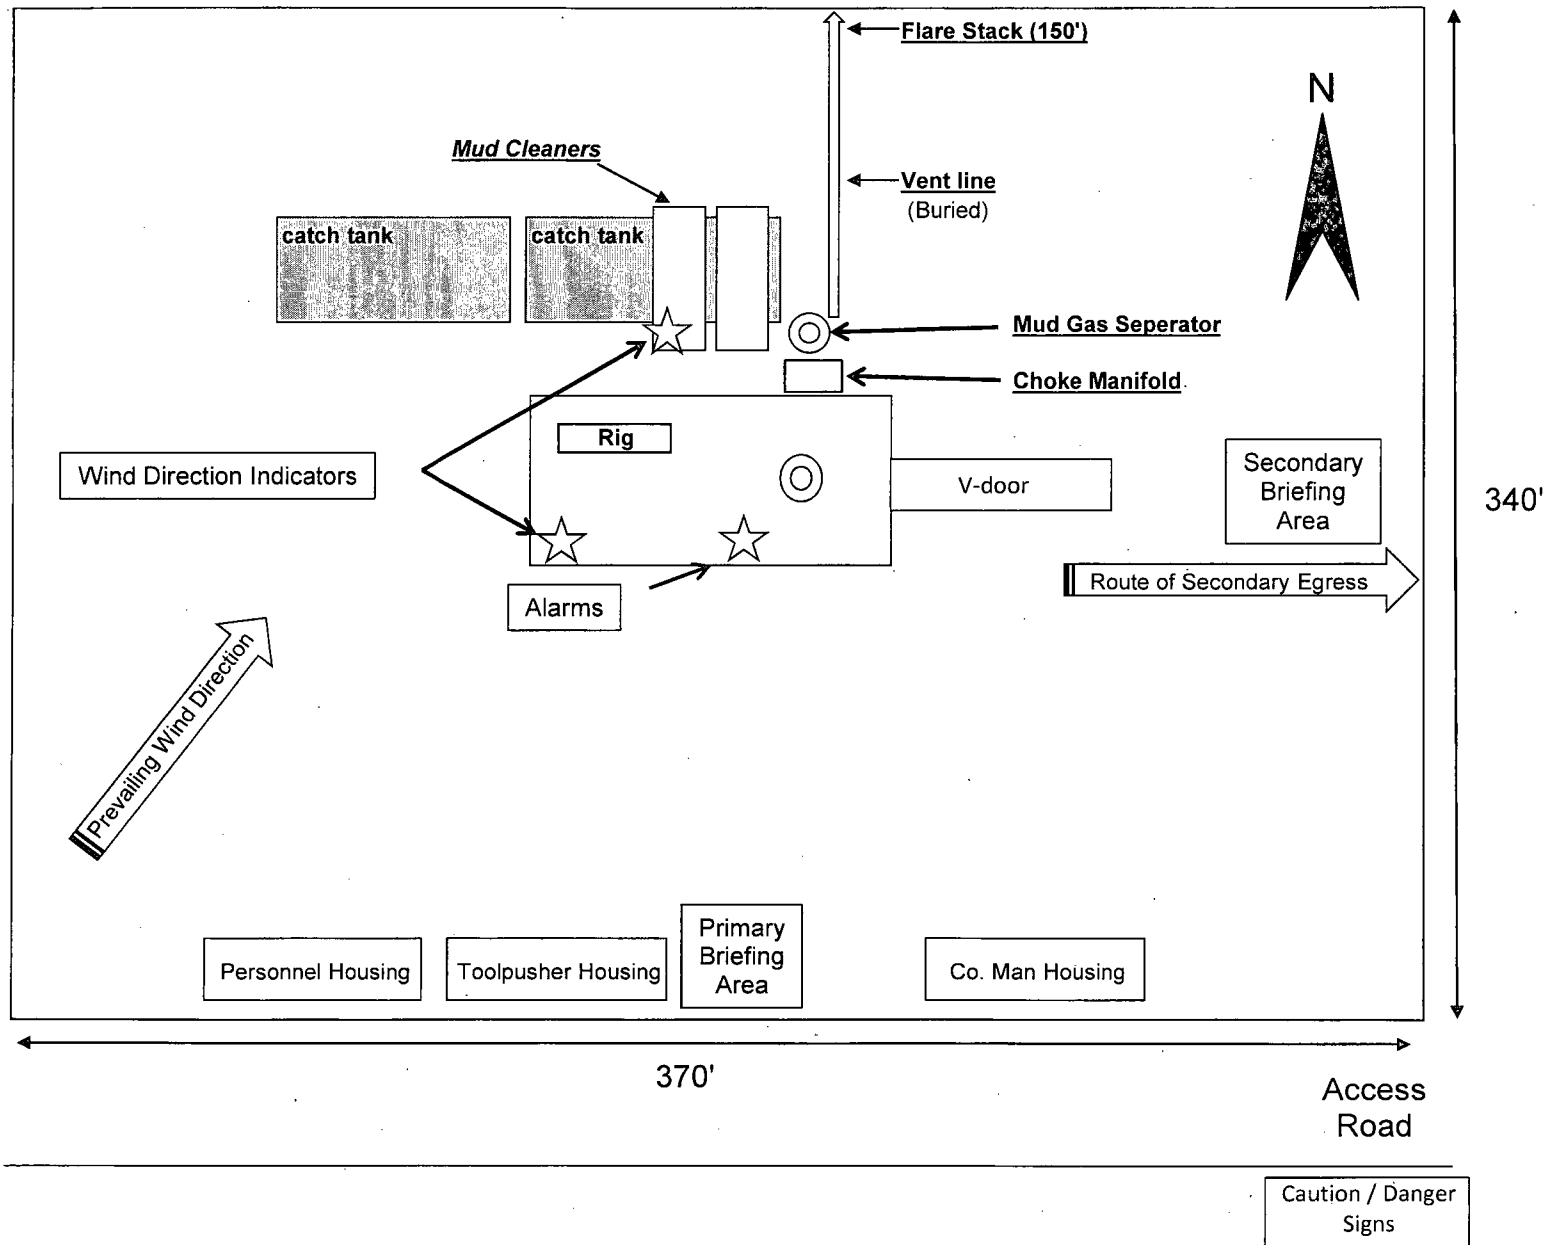 Flare Stack (150')
N
Mud Cleaners
Vent line
(Buried)
catch tank
catch tank
Mud Gas Seperator
Choke Manifold
Rig
Wind Direction Indicators
V-door
Secondary
Briefing
Area
340'
Route of Secondary Egress
Alarms
Prevailing Wind Direction
Primary
Briefing
Area
Personnel Housing
Toolpusher Housing
Co. Man Housing
370'
Access
Road
Caution / Danger
Signs